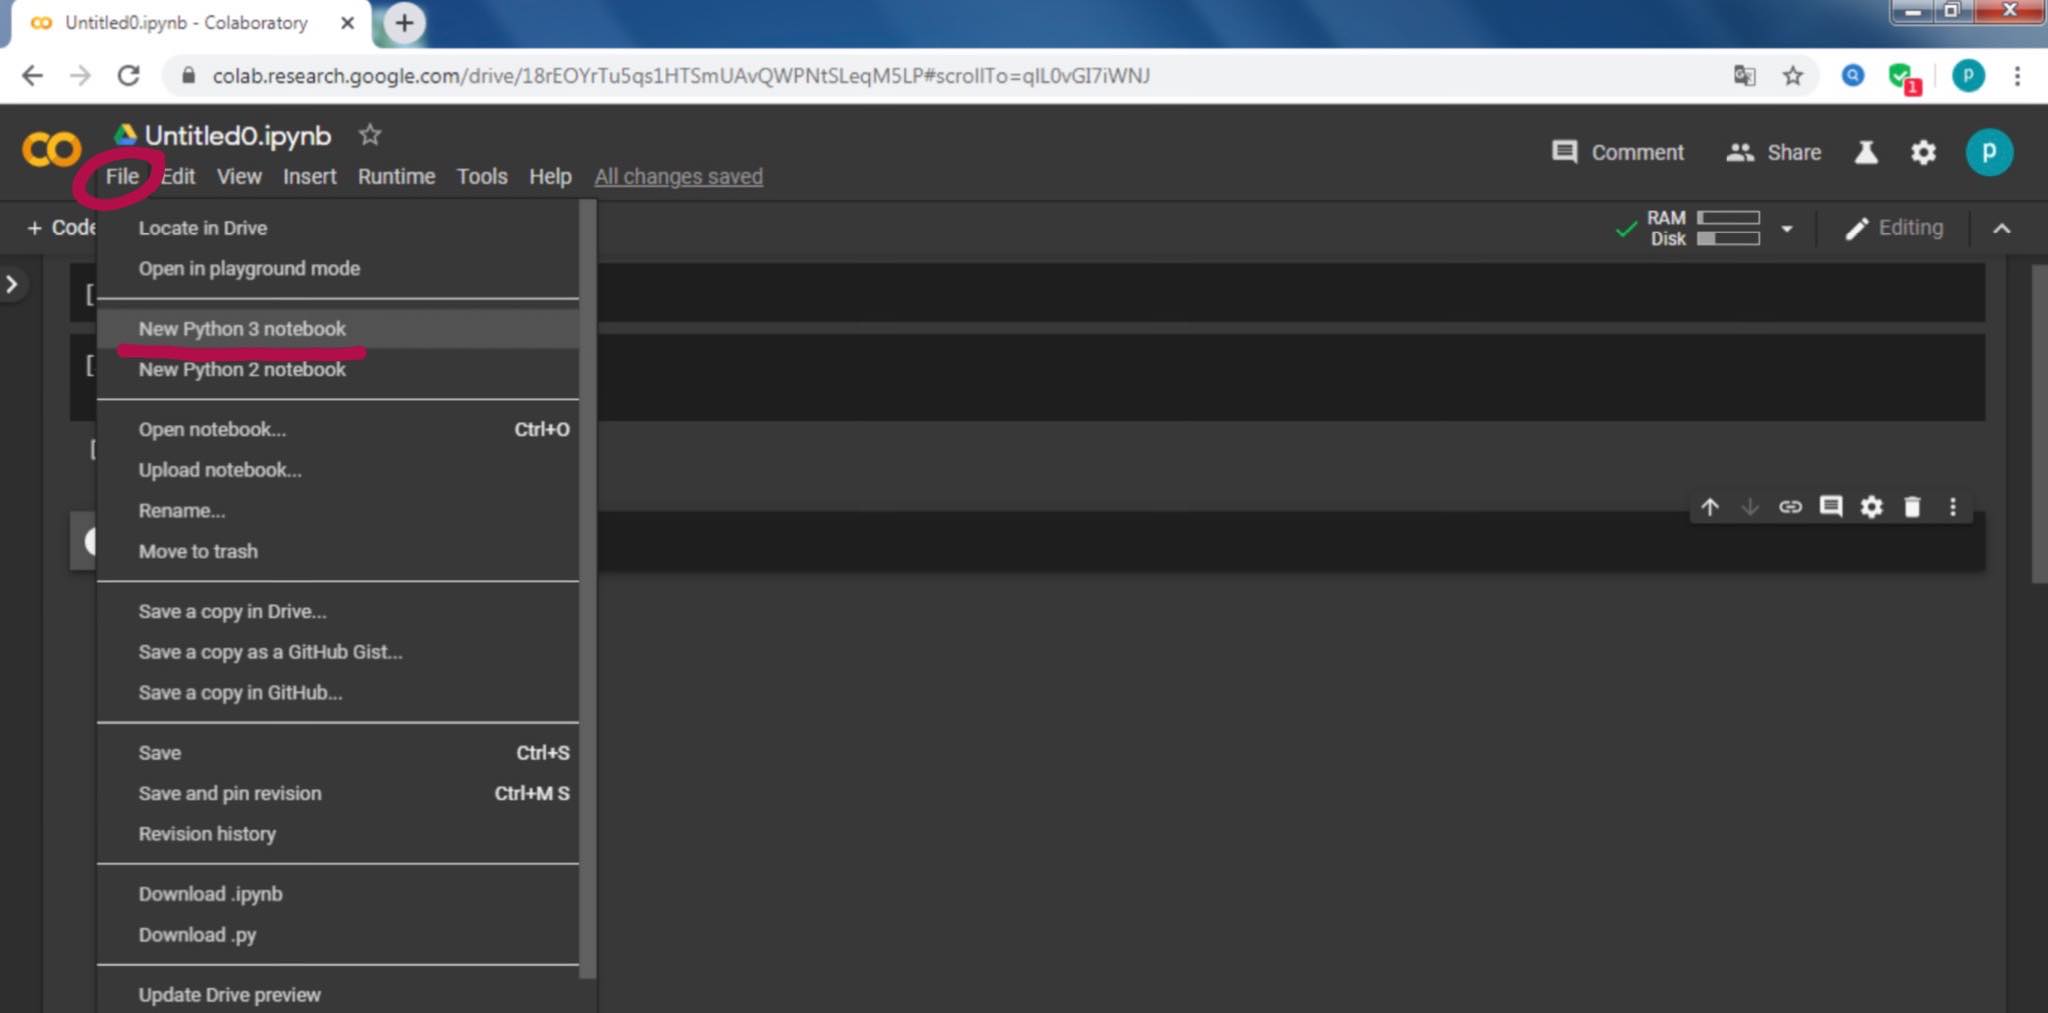 Untitled0.ipynb - Colaboratory
colab.research.google.com/drive/18rEOYrTu5qs1HTSmUAvQWPNtSLeqM5LP#scrollTo=qlL0vGI7iWNJ
1
p
CO
Untitled0.ipynb
Comment
Share
p
File Edit View Insert Runtime Tools Help All changes saved
+ Code
RAM
Disk
Editing
Locate in Drive
Open in playground mode
New Python 3 notebook
New Python 2 notebook
Open notebook... Ctrl+O
Upload notebook...
Rename...
Move to trash
Save a copy in Drive...
Save a copy as a GitHub Gist...
Save a copy in GitHub...
Save Ctrl+S
Save and pin revision Ctrl+M S
Revision history
Download .ipynb
Download .py
Update Drive preview